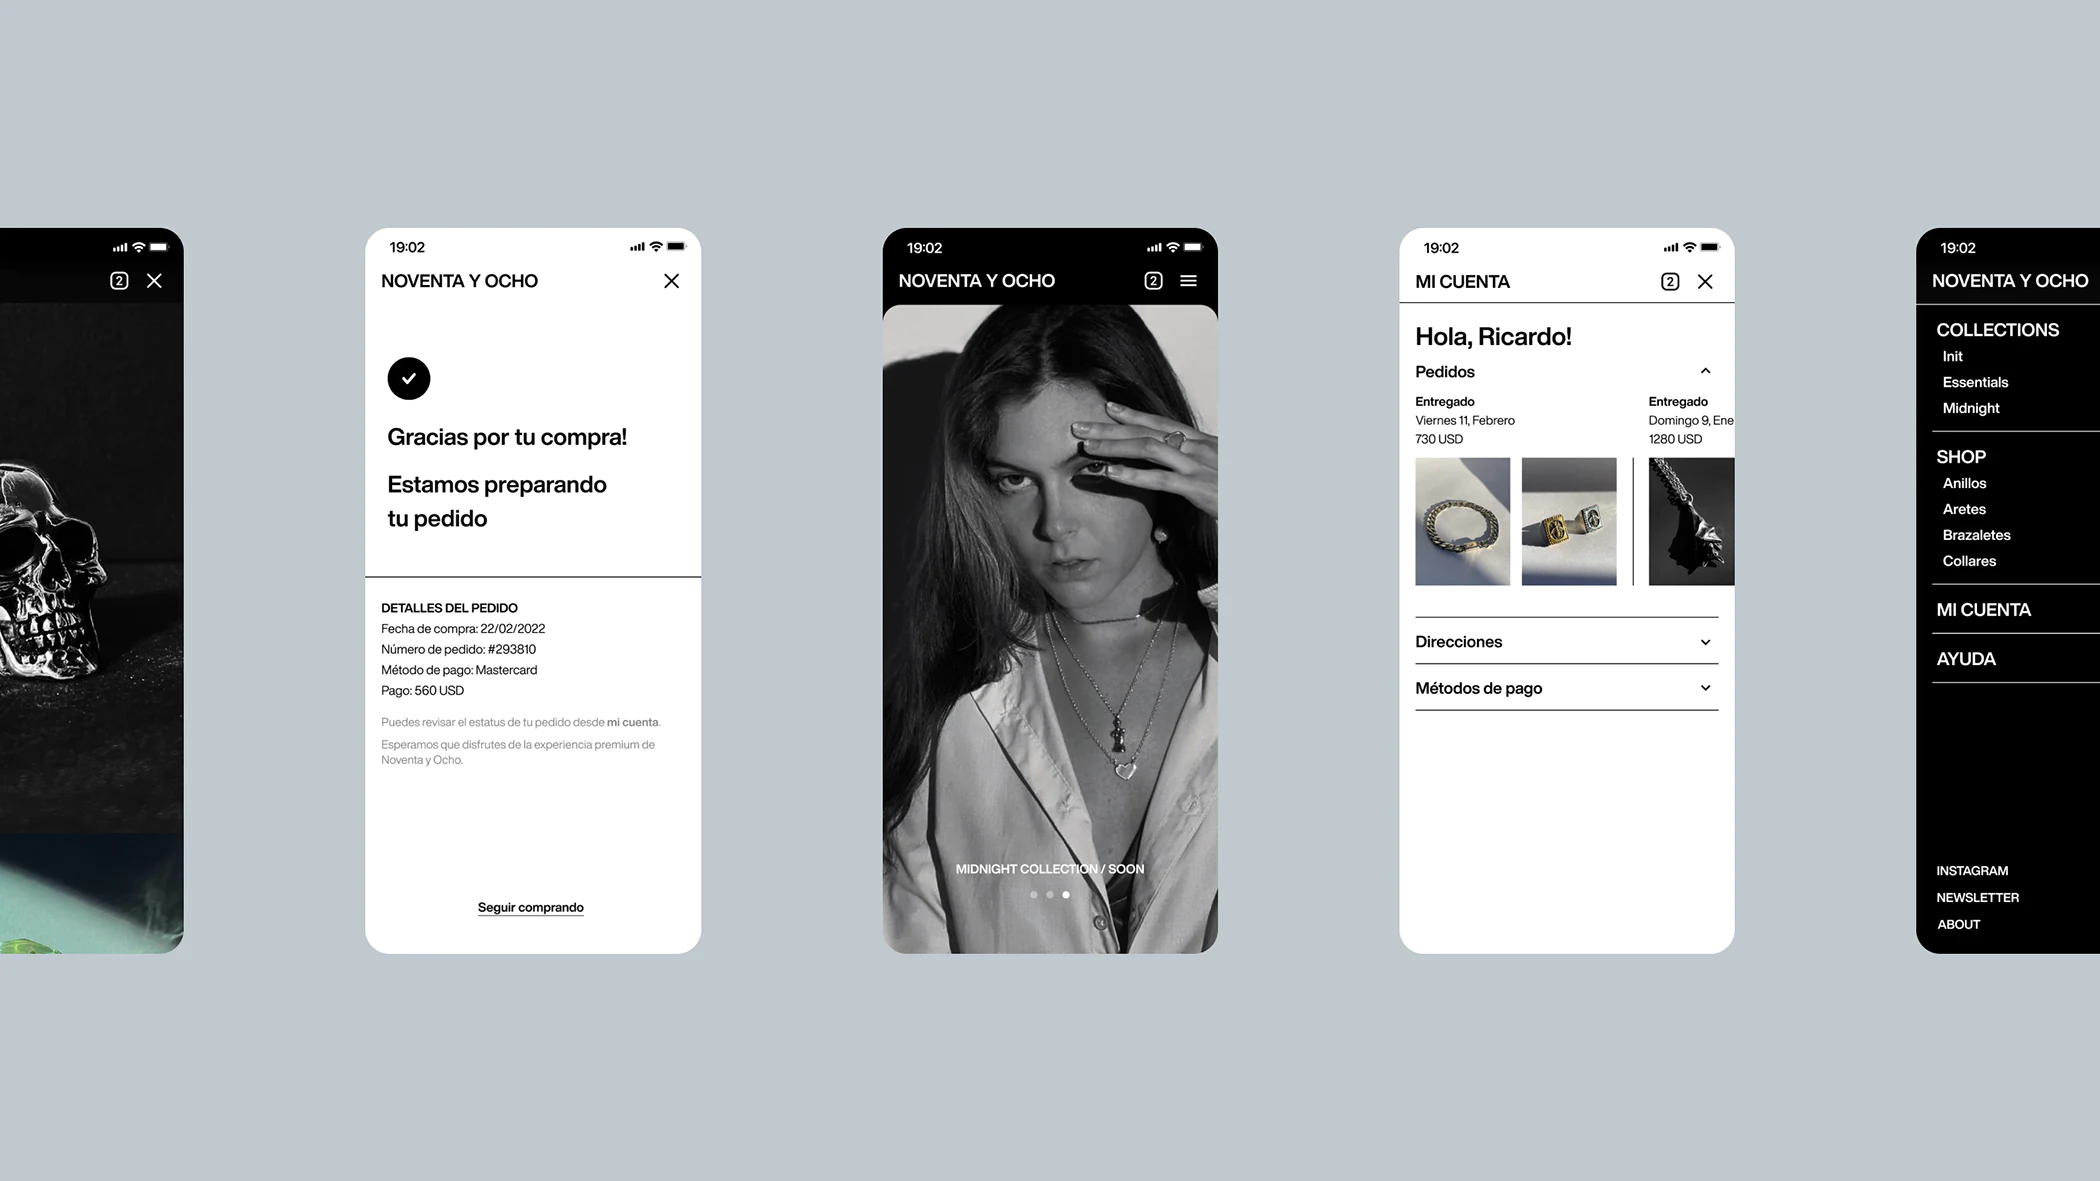 2
19:02
NOVENTA Y OCHO
Gracias por tu compra!
Estamos preparando
tu pedido
DETALLES DEL PEDIDO
Fecha de compra: 22/02/2022
Número de pedido: #293810
Método de pago: Mastercard
Pago: 560 USD
Puedes revisar el estatus de tu pedido desde mi cuenta.
Esperamos que disfrutes de la experiencia premium de
Noventa y Ocho.
Seguir comprando
19:02
NOVENTA Y OCHO 2
MIDNIGHT COLLECTION / SOON
19:02
MI CUENTA 2
Hola, Ricardo!
Pedidos
Entregado
Viernes 11, Febrero
730 USD
Entregado
Domingo 9, Ene
1280 USD
Direcciones
Métodos de pago
19:02
NOVENTA Y OCHO
COLLECTIONS
Init
Essentials
Midnight
SHOP
Anillos
Aretes
Brazaletes
Collares
MI CUENTA
AYUDA
INSTAGRAM
NEWSLETTER
ABOUT